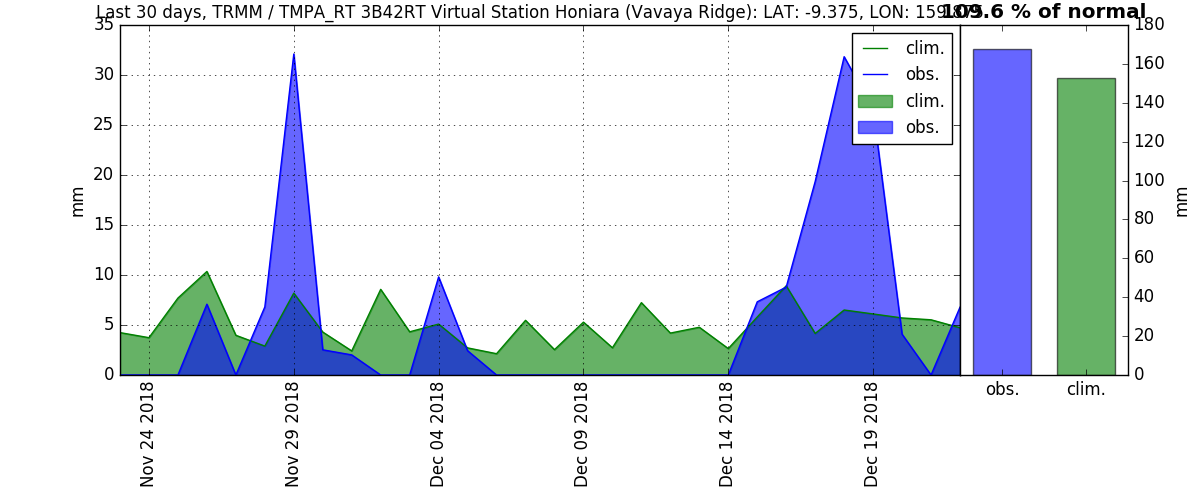 Last 30 days, TRMM / TMPA_RT 3B42RT Virtual Station Honiara (Vavaya Ridge): LAT: -9.375, LON: 159.875
109.6 % of normal
35
30
25
20
15
10
5
0
mm
clim.
obs.
clim.
obs.
Nov 24 2018
Nov 29 2018
Dec 04 2018
Dec 09 2018
Dec 14 2018
Dec 19 2018
180
160
140
120
100
80
60
40
20
0
mm
obs.
clim.